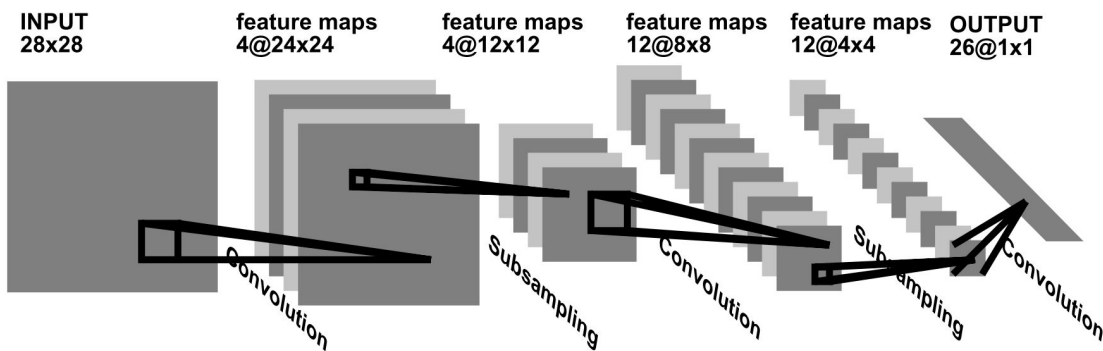 INPUT
28x28
feature maps
4@24x24
feature maps
4@12x12
feature maps
12@8x8
feature maps
12@4x4
OUTPUT
26@1x1
Convolution
Subsampling
Convolution
Subsampling
Convolution